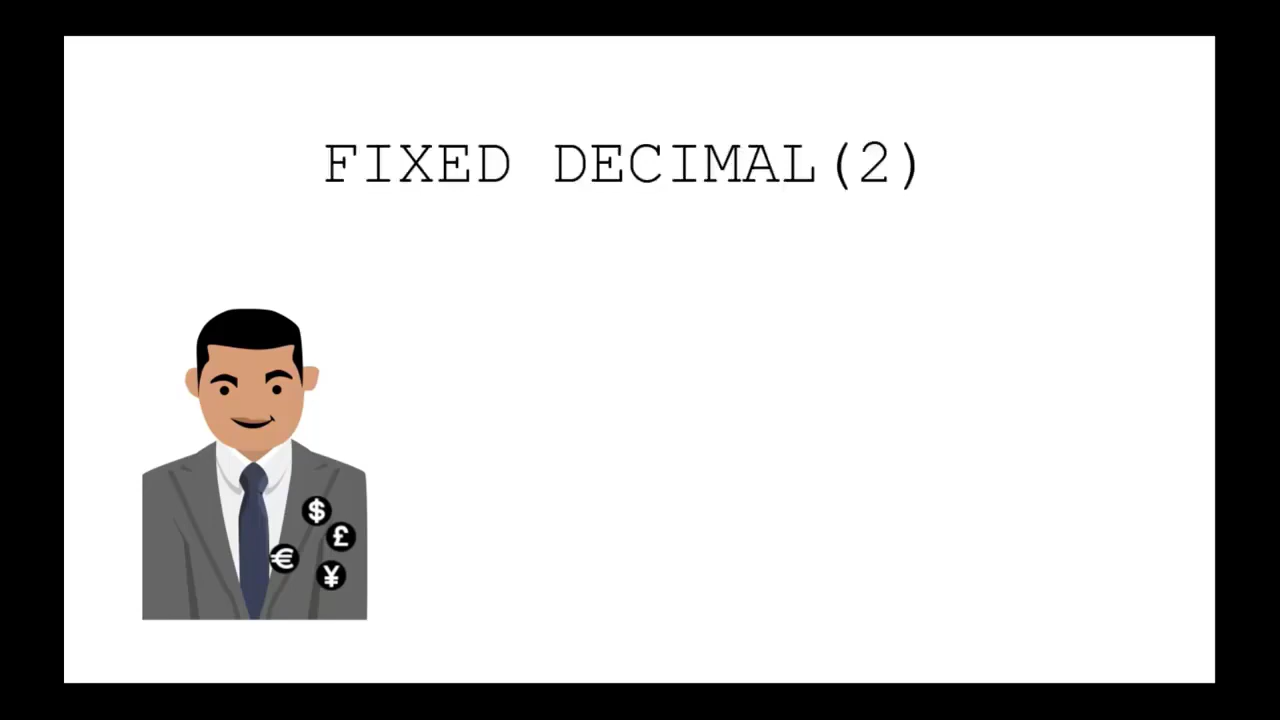 FIXED DECIMAL(2)
$
£
€
¥